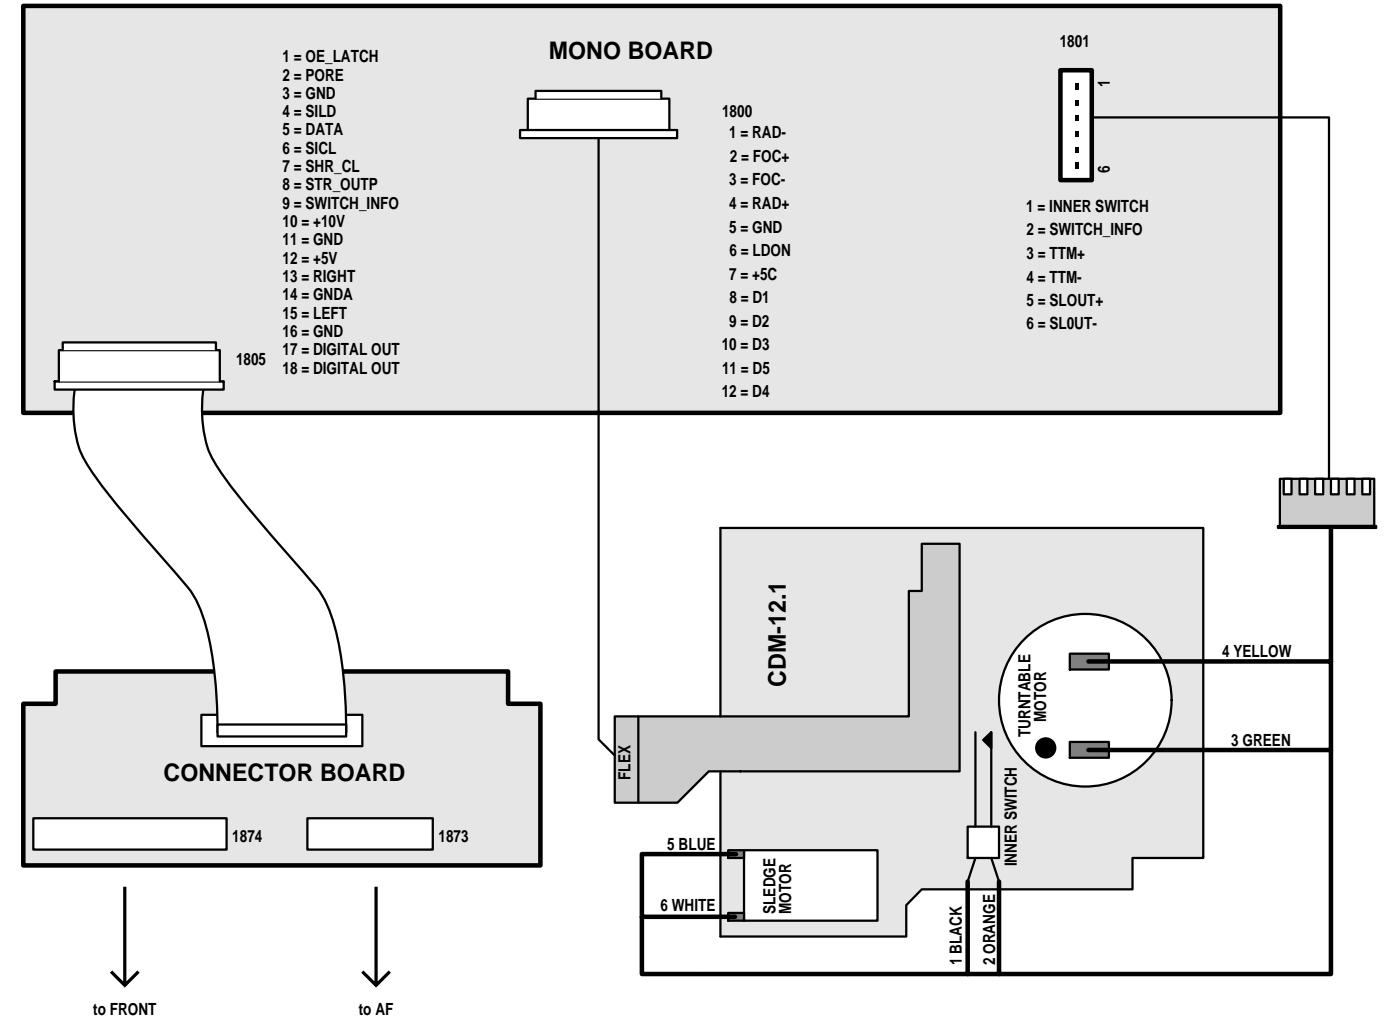 MONO BOARD
1 = OE_LATCH
2 = PORE
3 = GND
4 = SILD
5 = DATA
6 = SICL
7 = SHR_CL
8 = STR_OUTP
9 = SWITCH_INFO
10 = +10V
11 = GND
12 = +5V
13 = RIGHT
14 = GNDA
15 = LEFT
16 = GND
17 = DIGITAL OUT
18 = DIGITAL OUT
1805
1800
1 = RAD-
2 = FOC+
3 = FOC-
4 = RAD+
5 = GND
6 = LDON
7 = +5C
8 = D1
9 = D2
10 = D3
11 = D5
12 = D4
1801
1
6
1 = INNER SWITCH
2 = SWITCH_INFO
3 = TTM+
4 = TTM-
5 = SLOUT+
6 = SL0UT-
CDM-12.1
TURNTABLE
MOTOR
4 YELLOW
3 GREEN
FLEX
INNER SWITCH
5 BLUE
6 WHITE
SLEDGE
MOTOR
1 BLACK
2 ORANGE
CONNECTOR BOARD
1874
1873
to FRONT
to AF